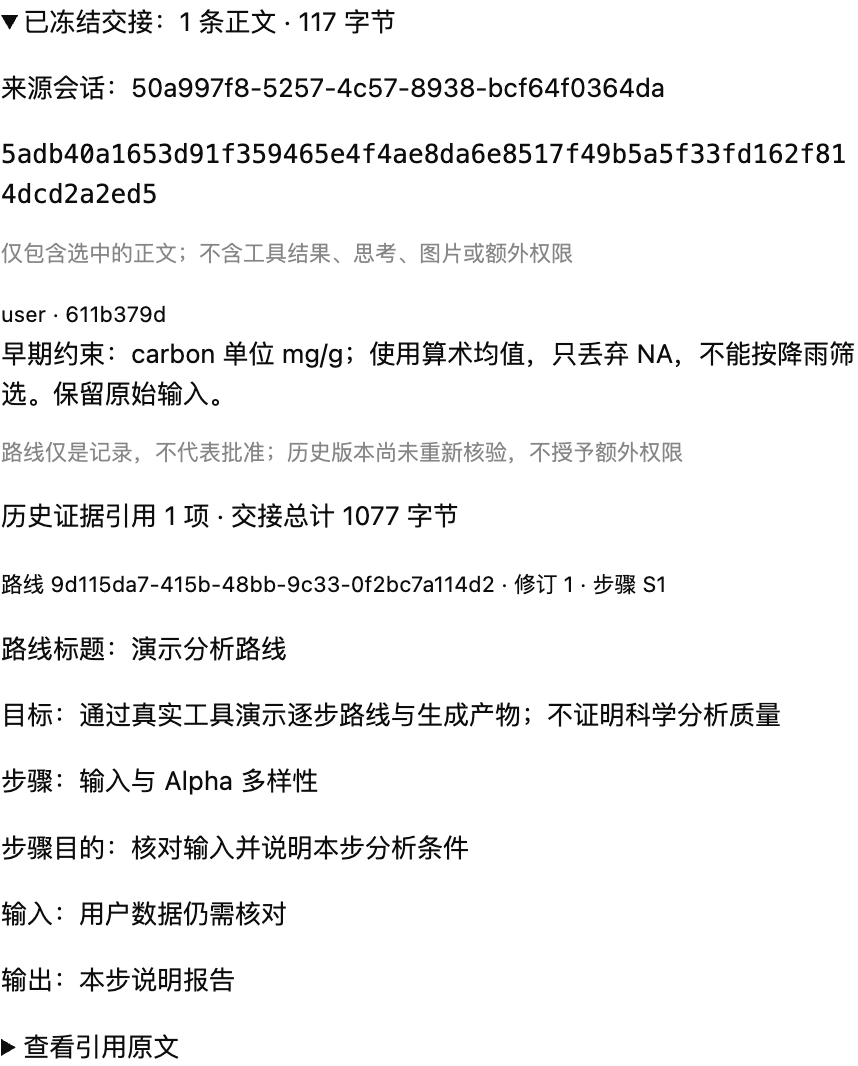 ▼已冻结交接：1 条正文 · 117 字节
来源会话：50a997f8-5257-4c57-8938-bcf64f0364da
5adb40a1653d91f359465e4f4ae8da6e8517f49b5a5f33fd162f81
4dcd2a2ed5
仅包含选中的正文；不含工具结果、思考、图片或额外权限
user · 611b379d
早期约束：carbon 单位 mg/g；使用算术均值，只丢弃 NA，不能按降雨筛
选。保留原始输入。
路线仅是记录，不代表批准；历史版本尚未重新核验，不授予额外权限
历史证据引用 1 项 · 交接总计 1077 字节
路线 9d115da7-415b-48bb-9c33-0f2bc7a114d2 · 修订 1 · 步骤 S1
路线标题：演示分析路线
目标：通过真实工具演示逐步路线与生成产物；不证明科学分析质量
步骤：输入与 Alpha 多样性
步骤目的：核对输入并说明本步分析条件
输入：用户数据仍需核对
输出：本步说明报告
▶查看引用原文